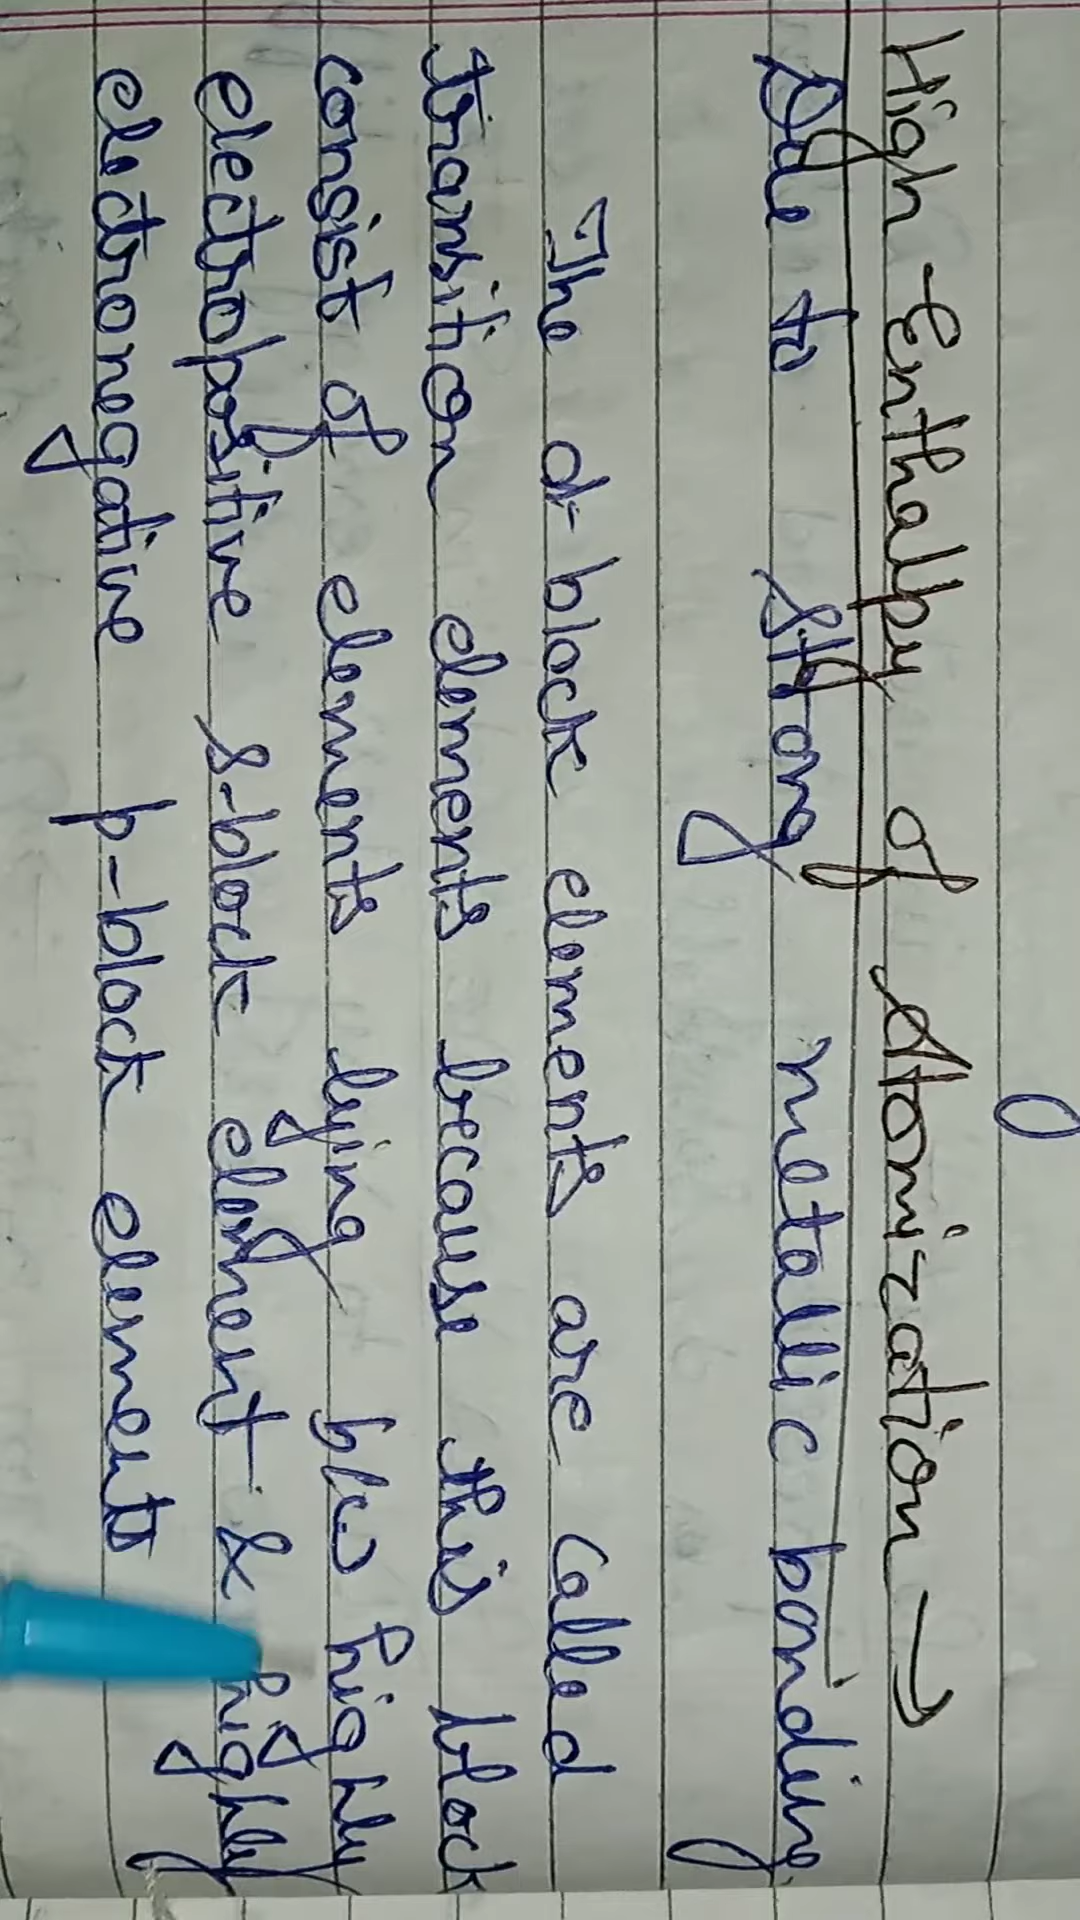 High Enthalpy of Atomization →
Due to strong metallic bonding.
The d-block elements are called
transition elements because this block
consist of elements lying b/w highly
electropositive s-block element & highly
electronegative p-block elements